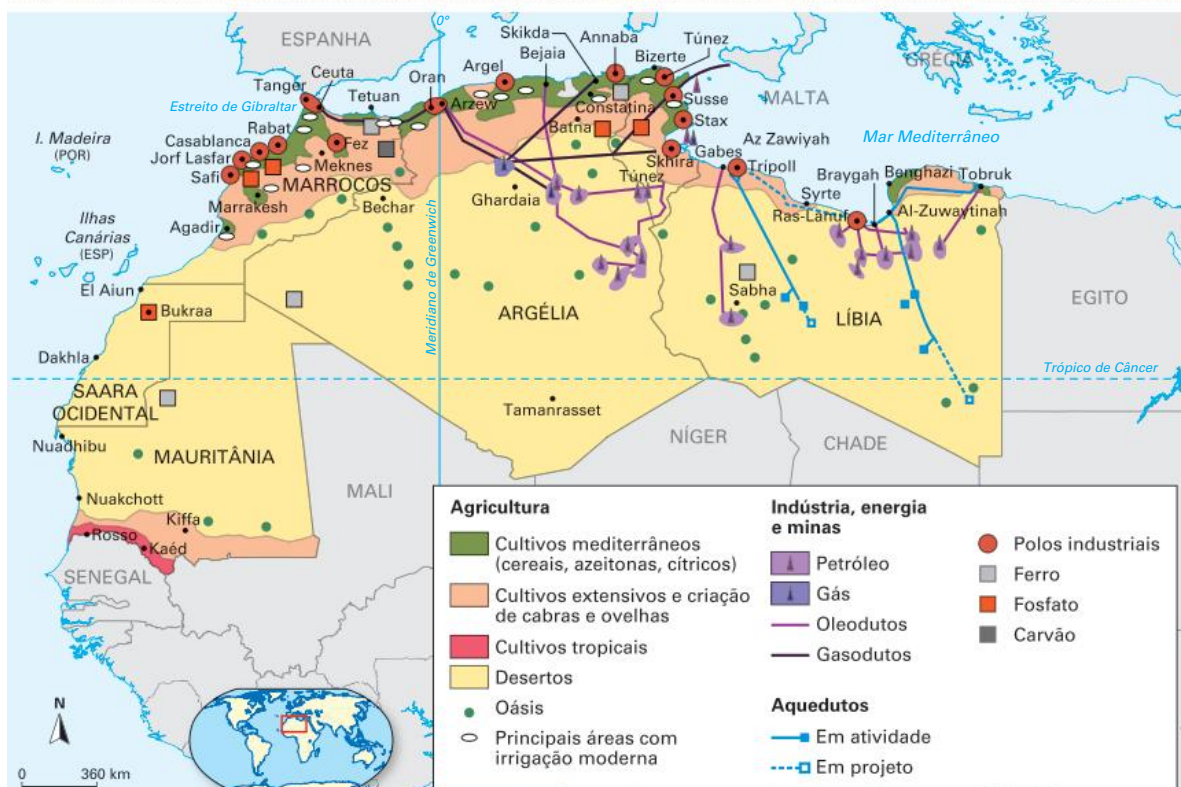 0°
ESPANHA
Skikda
Bejaia
Annaba
Bizerte
Túnez
GRÉCIA
Ceuta
Tanger
Tetuan
Oran
Argel
Arzew
Estreito de Gibraltar
Constatina
Susse
MALTA
Batna
Stax
Az Zawiyah
Mar Mediterrâneo
I. Madeira
(POR)
Rabat
Casablanca
Jorf Lasfar
Safi
Fez
Meknes
MARROCOS
Skhira
Gabes
Tripoll
Túnez
Braygah
Benghazi
Tobruk
Syrte
Ras-Lanuf
Al-Zuwaytinah
Marrakesh
Bechar
Ghardaia
Ilhas
Canárias
(ESP)
Agadir
Meridiano de Greenwich
El Aiun
Bukraa
ARGÉLIA
Sabha
LÍBIA
EGITO
Dakhla
Trópico de Câncer
SAARA
OCIDENTAL
Tamanrasset
Nuadhibu
MAURITÂNIA
NÍGER
CHADE
MALI
Nuakchott
Kiffa
Rosso
Kaéd
SENEGAL
Agricultura
Cultivos mediterrâneos
(cereais, azeitonas, cítricos)
Cultivos extensivos e criação
de cabras e ovelhas
Cultivos tropicais
Desertos
Oásis
Principais áreas com
irrigação moderna
Indústria, energia
e minas
Petróleo
Gás
Oleodutos
Gasodutos
Polos industriais
Ferro
Fosfato
Carvão
Aquedutos
Em atividade
Em projeto
N
0 360 km